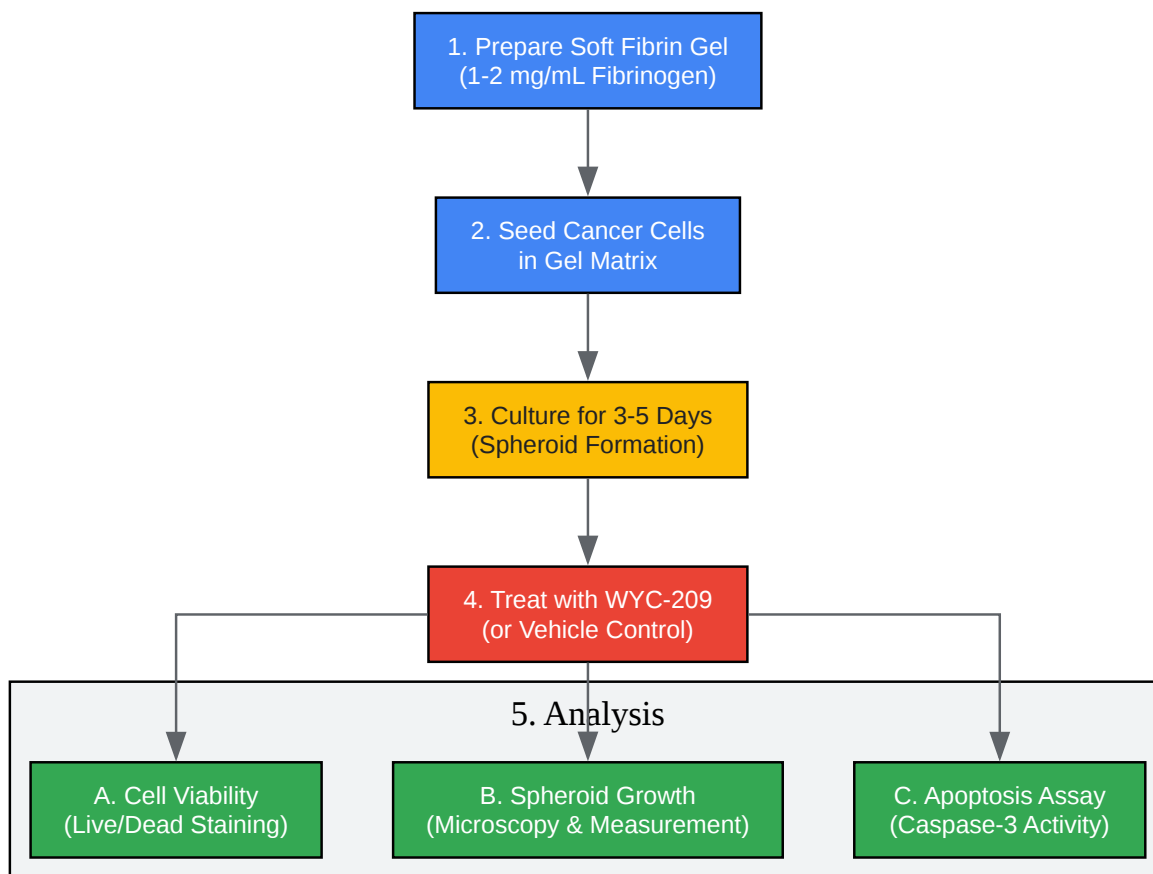 1. Prepare Soft Fibrin Gel
(1-2 mg/mL Fibrinogen)
2. Seed Cancer Cells
in Gel Matrix
3. Culture for 3-5 Days
(Spheroid Formation)
4. Treat with WYC-209
(or Vehicle Control)
5. Analysis
A. Cell Viability
(Live/Dead Staining)
B. Spheroid Growth
(Microscopy & Measurement)
C. Apoptosis Assay
(Caspase-3 Activity)